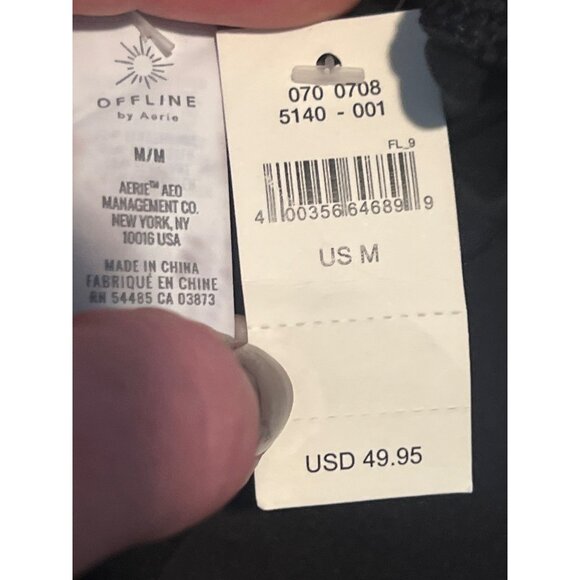 OFFLINE
by Aerie
M/M
AERIE™ AEO
MANAGEMENT CO.
NEW YORK, NY
10016 USA
MADE IN CHINA
FABRIQUÉ EN CHINE
RN 54485 CA 03873
070 0708
5140 - 001
FL_9
4 00356 64689 9
US M
USD 49.95